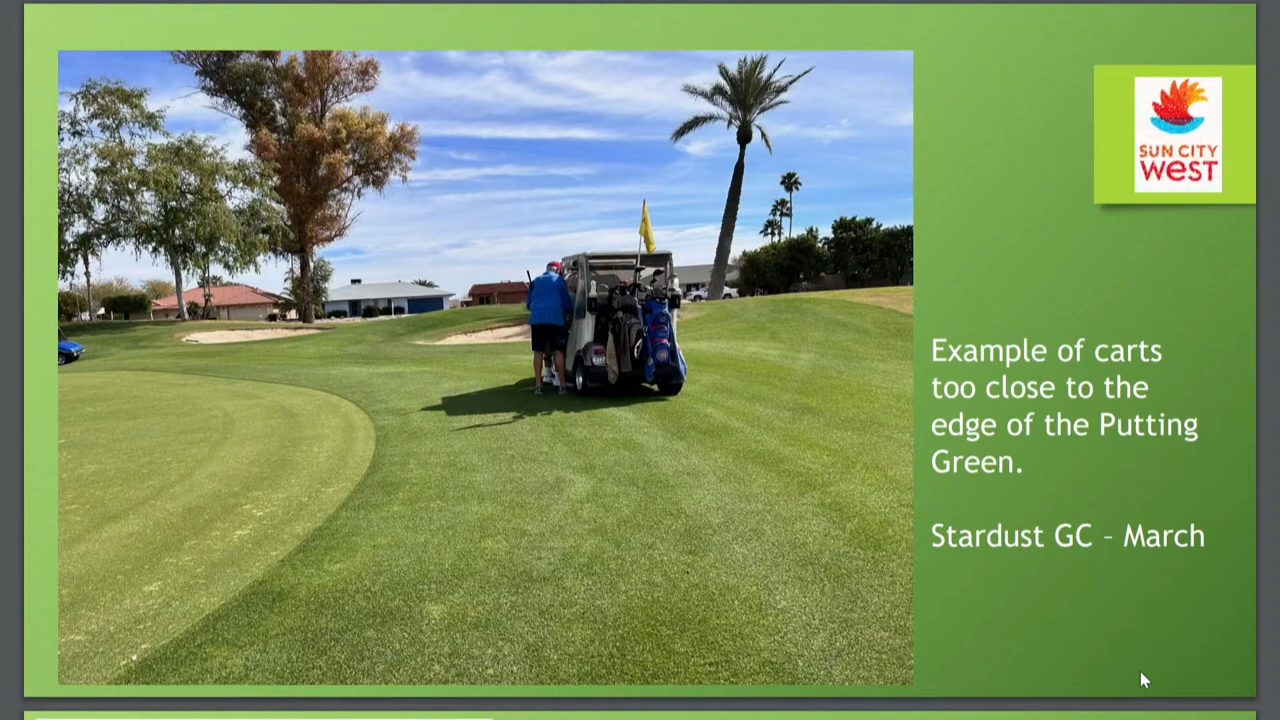 SUN CITY
WEST
Example of carts
too close to the
edge of the Putting
Green.
Stardust GC – March